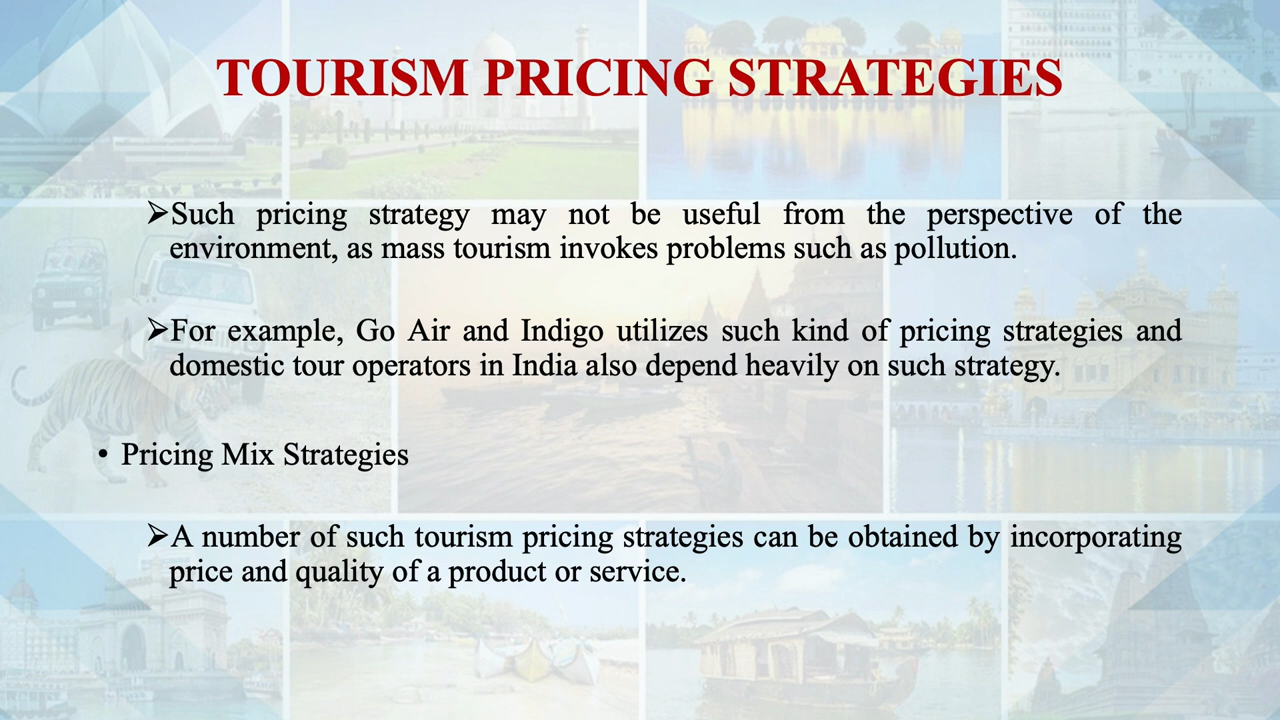 TOURISM PRICING STRATEGIES
➢Such pricing strategy may not be useful from the perspective of the
environment, as mass tourism invokes problems such as pollution.
➢For example, Go Air and Indigo utilizes such kind of pricing strategies and
domestic tour operators in India also depend heavily on such strategy.
• Pricing Mix Strategies
➢A number of such tourism pricing strategies can be obtained by incorporating
price and quality of a product or service.